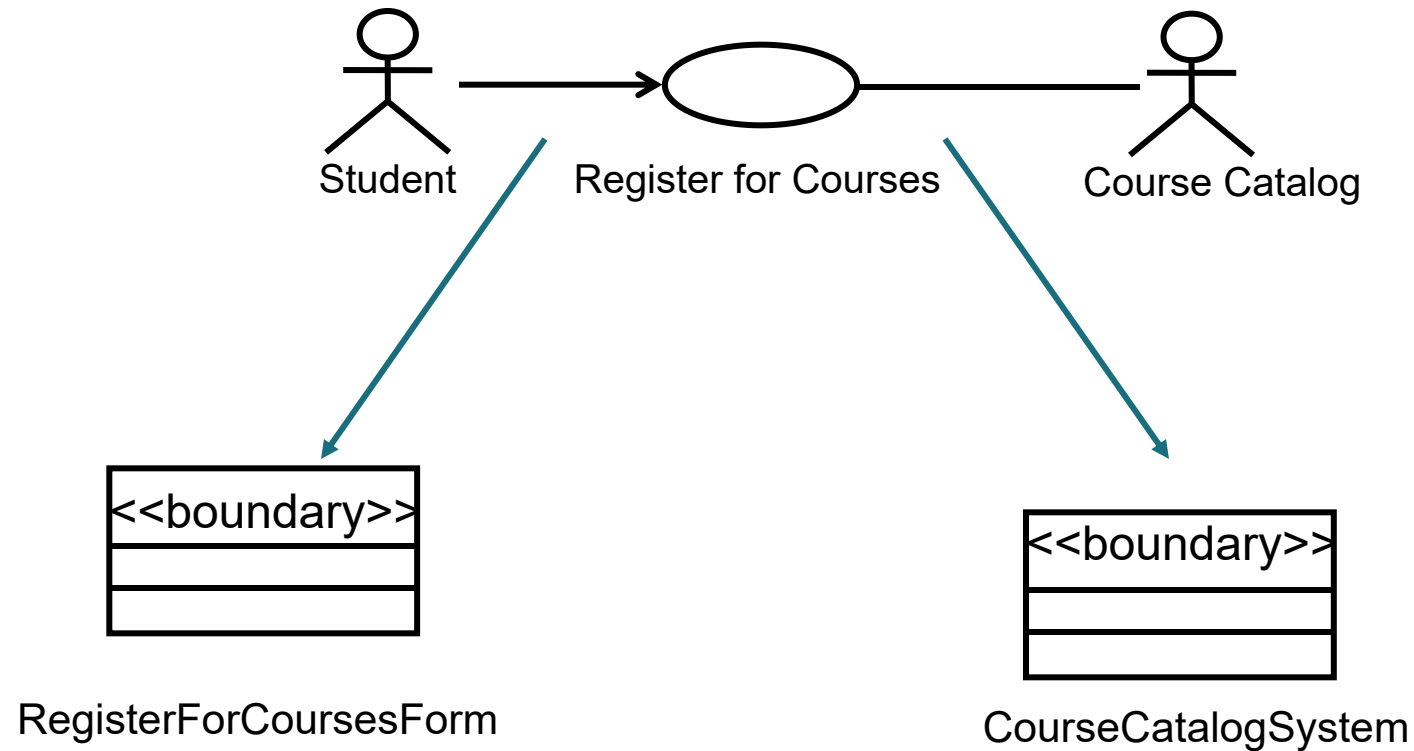 Student
Register for Courses
Course Catalog
<<boundary>>
<<boundary>>
RegisterForCoursesForm
CourseCatalogSystem